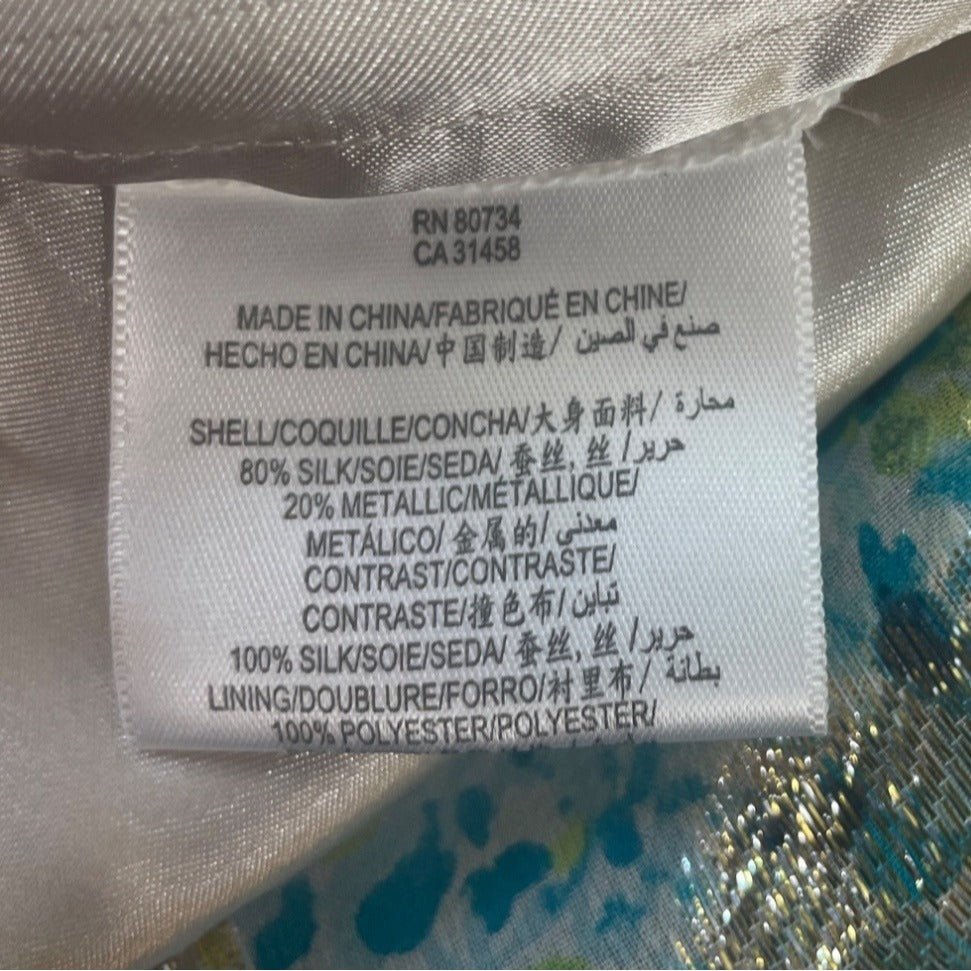 RN 80734
CA 31458
MADE IN CHINA/FABRIQUÉ EN CHINE/
HECHO EN CHINA/中国制造/ صنع في الصين
SHELL/COQUILLE/CONCHA/大身面料/ محارة
80% SILK/SOIE/SEDA/ 蚕丝, 丝 / حرير
20% METALLIC/MÉTALLIQUE/
METÁLICO/ 金属的/ معدنى
CONTRAST/CONTRASTE/
CONTRASTE/撞色布/ تباين
100% SILK/SOIE/SEDA/ 蚕丝, 丝 / حرير
LINING/DOUBLURE/FORRO/衬里布/ بطانة
100% POLYESTER/POLYESTER/